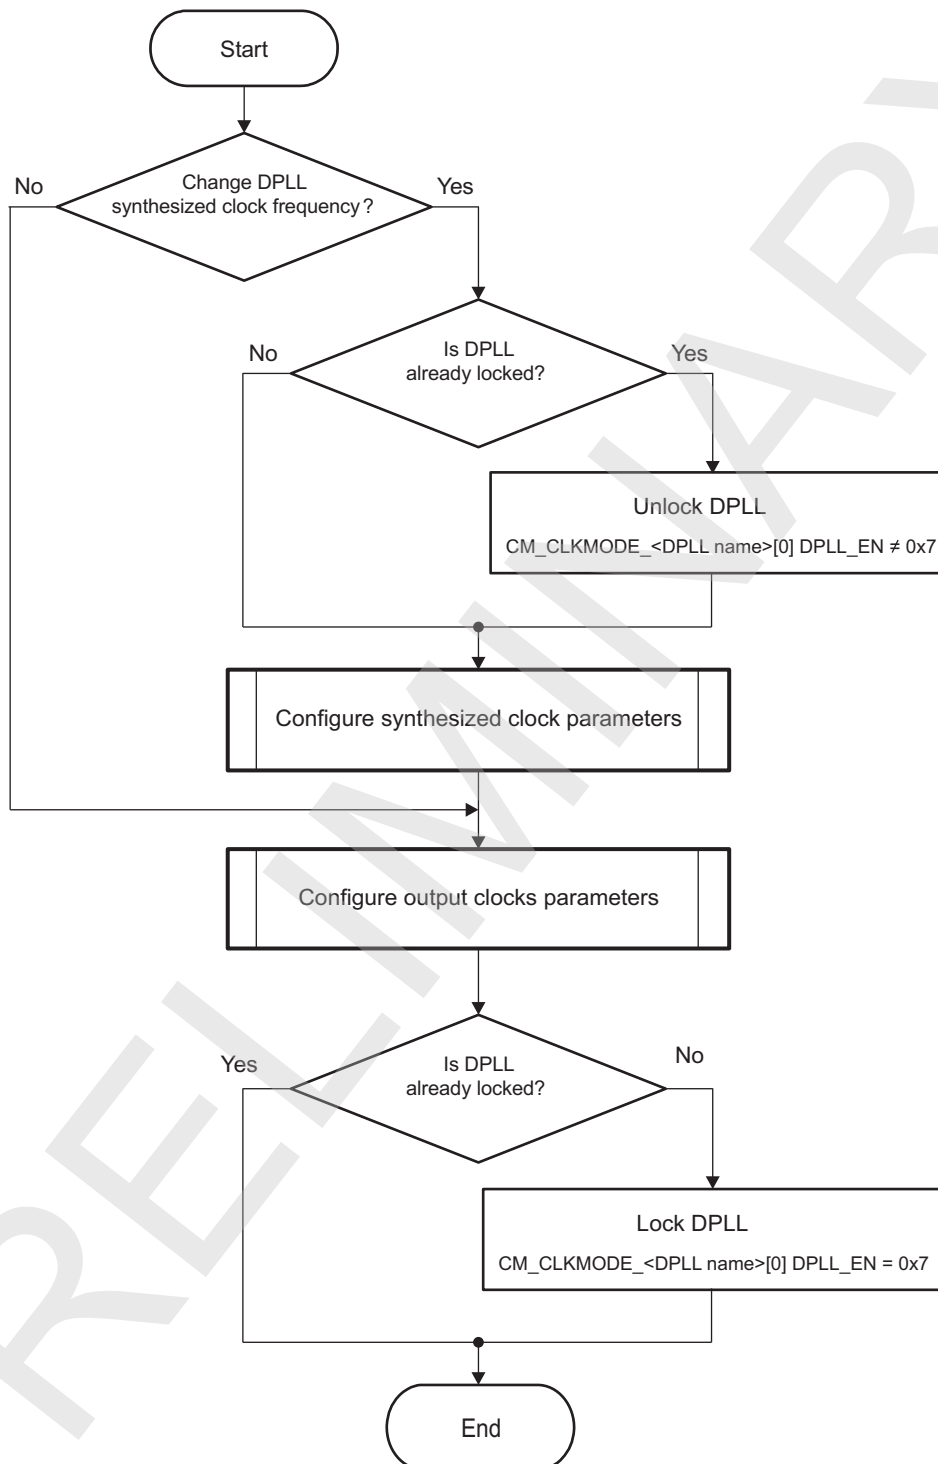 Start
Change DPLL
synthesized clock frequency?
No
Yes
Is DPLL
already locked?
No
Yes
Unlock DPLL
CM_CLKMODE_<DPLL name>[0] DPLL_EN ≠ 0x7
Configure synthesized clock parameters
Configure output clocks parameters
Is DPLL
already locked?
Yes
No
Lock DPLL
CM_CLKMODE_<DPLL name>[0] DPLL_EN = 0x7
End
RELIMINARY